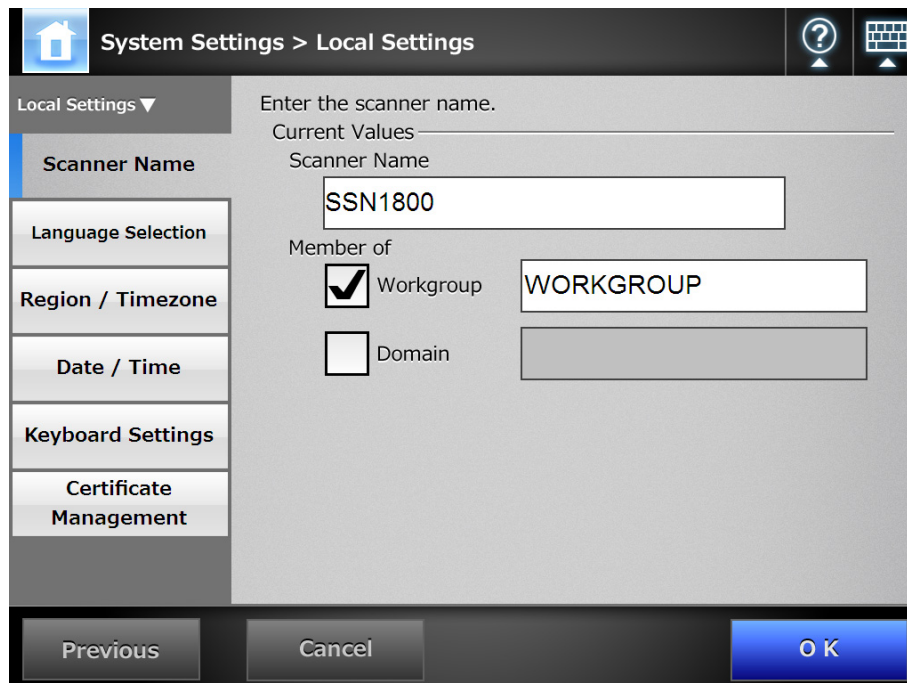 System Settings > Local Settings
?
Local Settings ▼
Scanner Name
Language Selection
Region / Timezone
Date / Time
Keyboard Settings
Certificate
Management
Enter the scanner name.
Current Values
Scanner Name
SSN1800
Member of
Workgroup
WORKGROUP
Domain
Previous
Cancel
O K